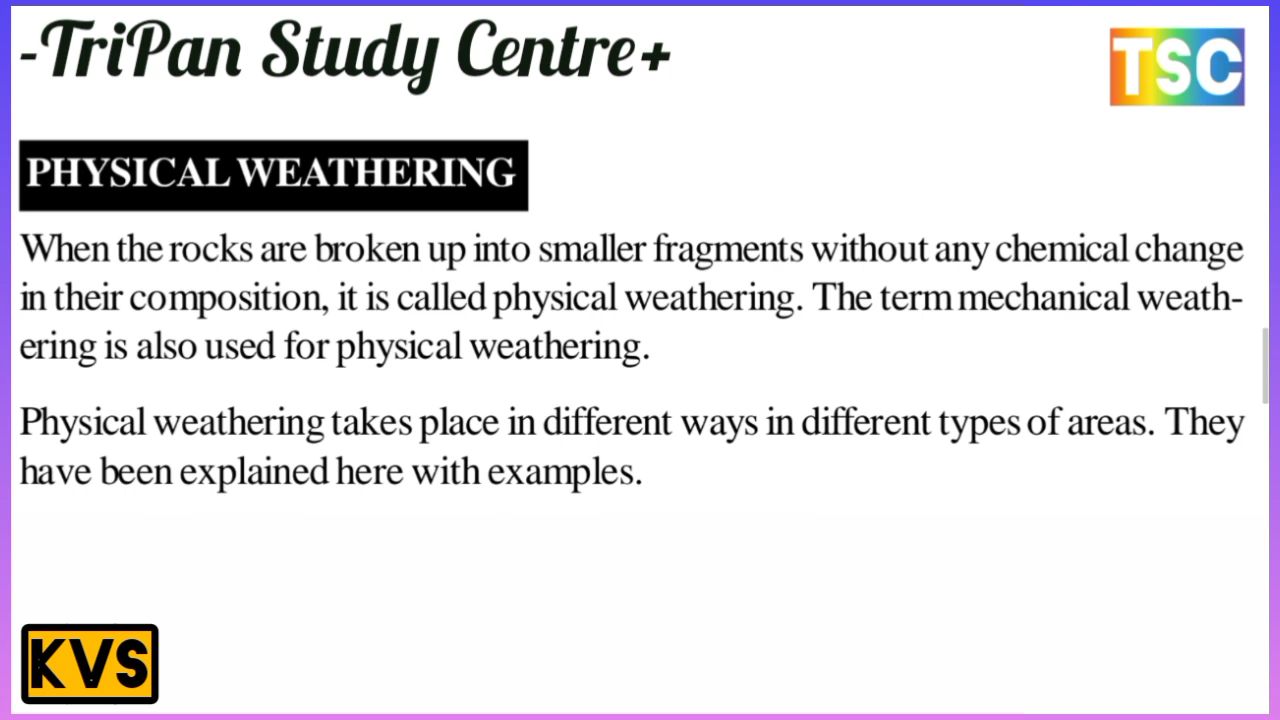 -TriPan Study Centre+
TSC
PHYSICAL WEATHERING
When the rocks are broken up into smaller fragments without any chemical change
in their composition, it is called physical weathering. The term mechanical weath-
ering is also used for physical weathering.
Physical weathering takes place in different ways in different types of areas. They
have been explained here with examples.
KVS